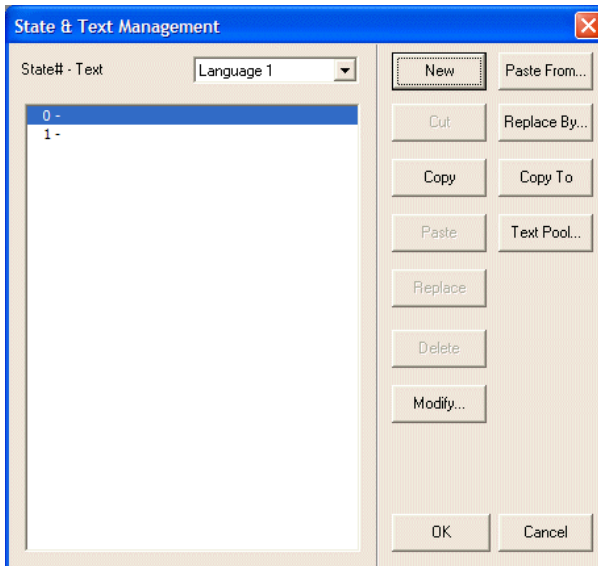 State & Text Management
State# - Text
Language 1
0 -
1 -
New
Paste From...
Cut
Replace By...
Copy
Copy To
Paste
Text Pool...
Replace
Delete
Modify...
OK
Cancel